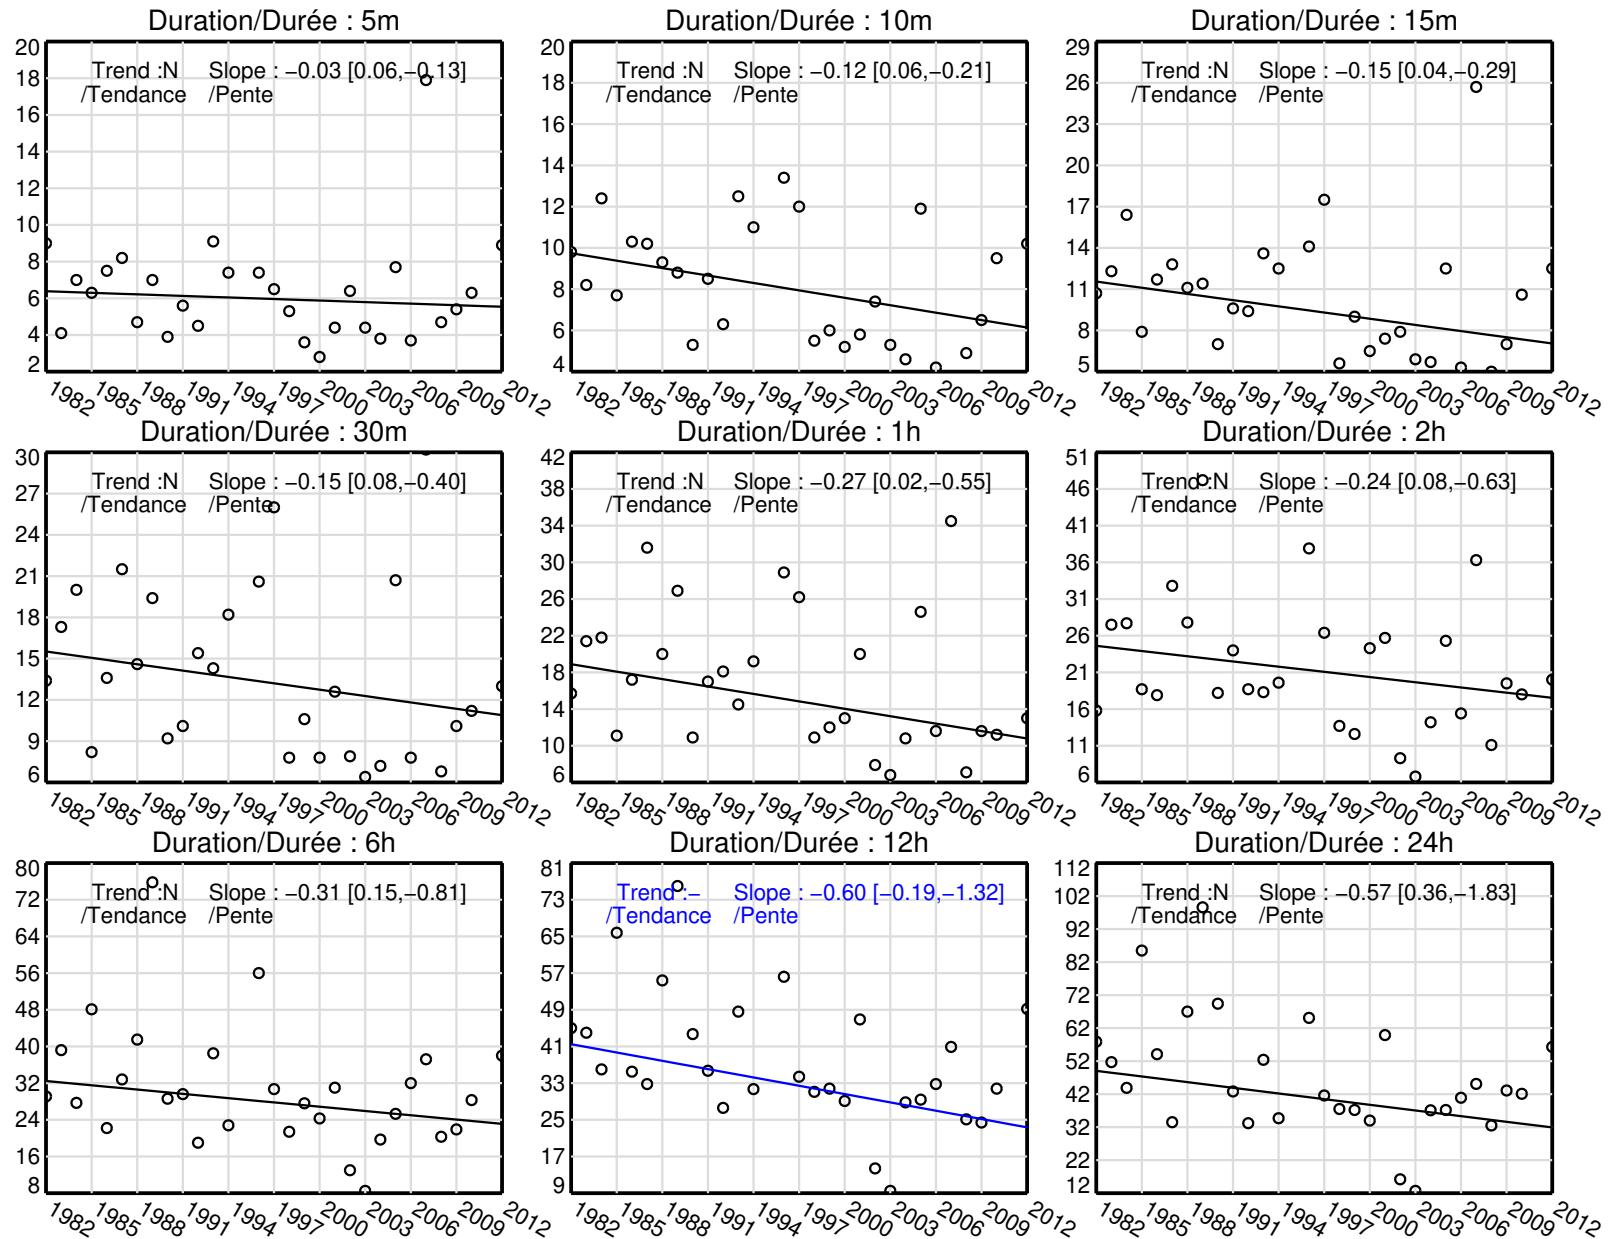 Duration/Durée : 5m
20
18
16
14
12
10
8
6
4
2
Trend :N Slope : −0.03 [0.06,−0.13]
/Tendance /Pente
1982 1985 1988 1991 1994 1997 2000 2003 2006 2009 2012
Duration/Durée : 10m
20
18
16
14
12
10
8
6
4
Trend :N Slope : −0.12 [0.06,−0.21]
/Tendance /Pente
1982 1985 1988 1991 1994 1997 2000 2003 2006 2009 2012
Duration/Durée : 15m
29
26
23
20
17
14
11
8
5
Trend :N Slope : −0.15 [0.04,−0.29]
/Tendance /Pente
1982 1985 1988 1991 1994 1997 2000 2003 2006 2009 2012
Duration/Durée : 30m
30
27
24
21
18
15
12
9
6
Trend :N Slope : −0.15 [0.08,−0.40]
/Tendance /Pente
1982 1985 1988 1991 1994 1997 2000 2003 2006 2009 2012
Duration/Durée : 1h
42
38
34
30
26
22
18
14
10
6
Trend :N Slope : −0.27 [0.02,−0.55]
/Tendance /Pente
1982 1985 1988 1991 1994 1997 2000 2003 2006 2009 2012
Duration/Durée : 2h
51
46
41
36
31
26
21
16
11
6
Trend :N Slope : −0.24 [0.08,−0.63]
/Tendance /Pente
1982 1985 1988 1991 1994 1997 2000 2003 2006 2009 2012
Duration/Durée : 6h
80
72
64
56
48
40
32
24
16
8
Trend :N Slope : −0.31 [0.15,−0.81]
/Tendance /Pente
1982 1985 1988 1991 1994 1997 2000 2003 2006 2009 2012
Duration/Durée : 12h
81
73
65
57
49
41
33
25
17
9
Trend :− Slope : −0.60 [−0.19,−1.32]
/Tendance /Pente
1982 1985 1988 1991 1994 1997 2000 2003 2006 2009 2012
Duration/Durée : 24h
112
102
92
82
72
62
52
42
32
22
12
Trend :N Slope : −0.57 [0.36,−1.83]
/Tendance /Pente
1982 1985 1988 1991 1994 1997 2000 2003 2006 2009 2012